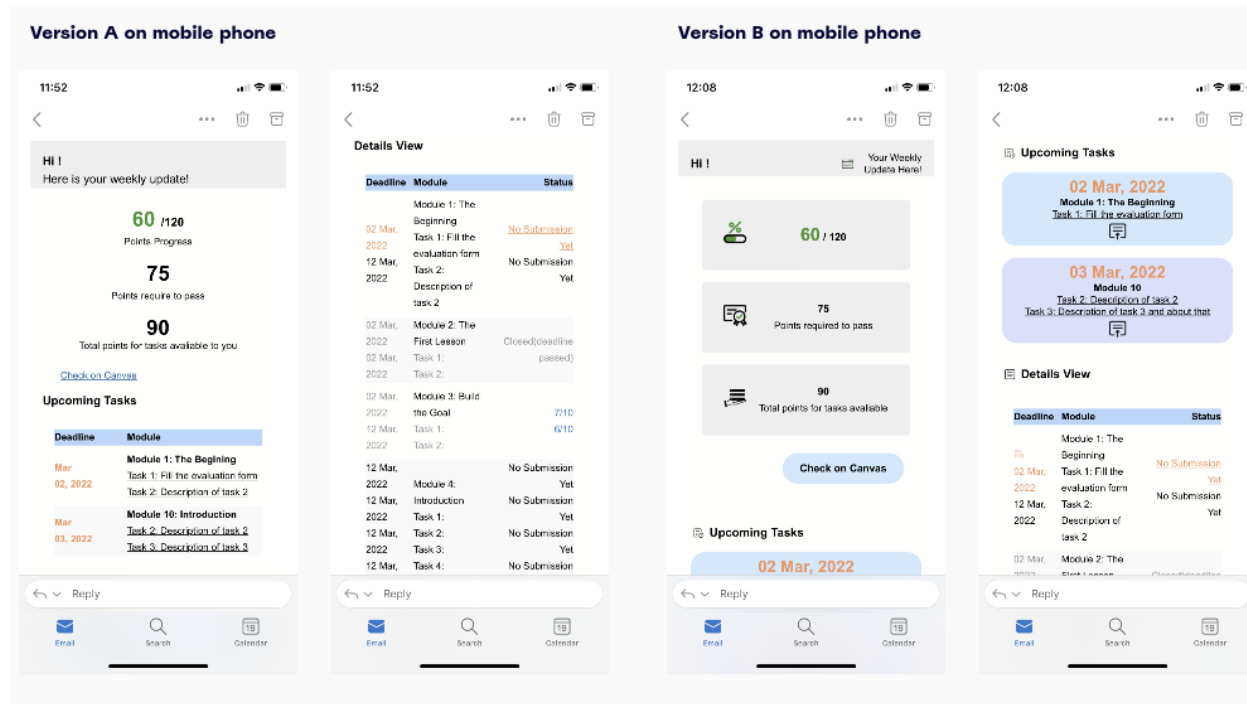 Version A on mobile phone
11:52
Hi !
Here is your weekly update!
60 /120
Points Progress
75
Points require to pass
90
Total points for tasks avaliable to you
Check on Canvas
Upcoming Tasks
Deadline Module
Module 1: The Begining
Mar
02, 2022
Task 1: Fill the evaluation form
Task 2: Description of task 2
Module 10: Introduction
Mar
03, 2022
Task 2: Description of task 2
Task 3: Description of task 3
Reply
Email Search Calendar
19
11:52
Details View
Deadline Module Status
Module 1: The
Beginning
02 Mar,
2022
Task 1: Fill the
evaluation form
No Submission
Yet
12 Mar,
2022
Task 2:
Description of
task 2
No Submission
Yet
02 Mar,
2022
Module 2: The
First Lesson
Closed(deadline
passed)
02 Mar,
2022
Task 1:
Task 2:
02 Mar,
2022
Module 3: Build
the Goal
7/10
12 Mar,
2022
Task 1:
Task 2:
6/10
12 Mar,
2022
Module 4:
Introduction
No Submission
Yet
12 Mar,
2022
Task 1:
No Submission
Yet
12 Mar,
2022
Task 2:
Task 3:
No Submission
Yet
12 Mar,
Task 4:
No Submission
Reply
Email Search Calendar
19
Version B on mobile phone
12:08
Hi !
Your Weekly
Update Here!
%
60 / 120
75
Points required to pass
90
Total points for tasks avaliable
Check on Canvas
Upcoming Tasks
02 Mar, 2022
Reply
Email Search Calendar
19
12:08
Upcoming Tasks
02 Mar, 2022
Module 1: The Beginning
Task 1: Fill the evaluation form
03 Mar, 2022
Module 10
Task 2: Description of task 2
Task 3: Description of task 3 and about that
Details View
Deadline Module Status
Module 1: The
Beginning
02 Mar,
2022
Task 1: Fill the
evaluation form
No Submission
Yet
12 Mar,
2022
Task 2:
Description of
task 2
No Submission
Yet
02 Mar,
Module 2: The
Reply
Email Search Calendar
19